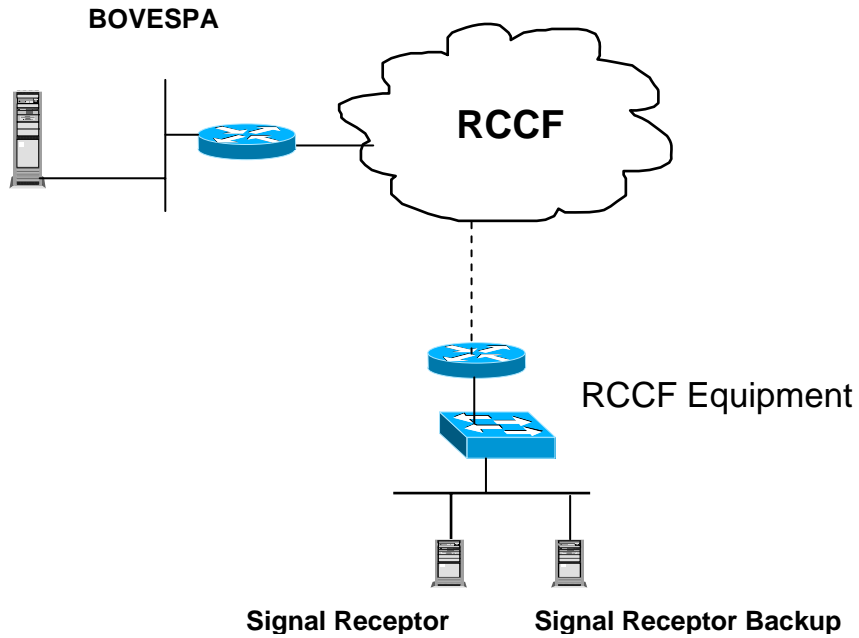 BOVESPA
RCCF
RCCF Equipment
Signal Receptor
Signal Receptor Backup